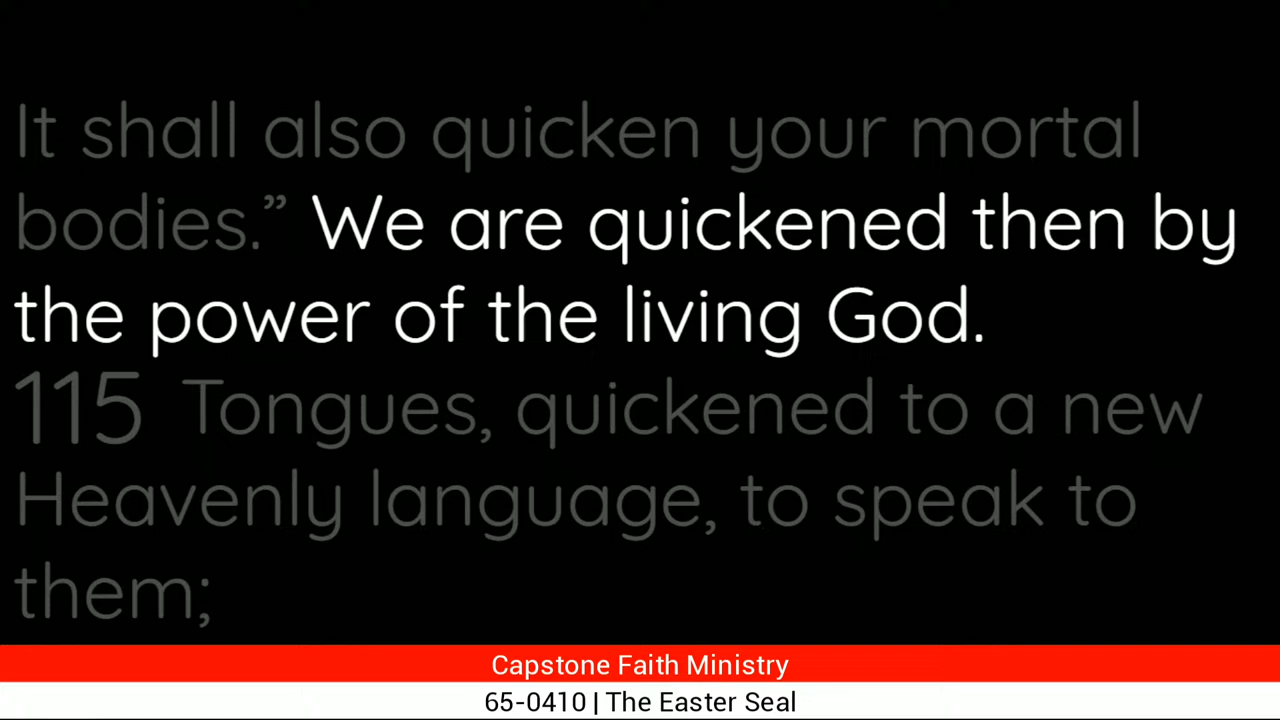 It shall also quicken your mortal
bodies.” We are quickened then by
the power of the living God.
115 Tongues, quickened to a new
Heavenly language, to speak to
them;
Capstone Faith Ministry
65-0410 | The Easter Seal